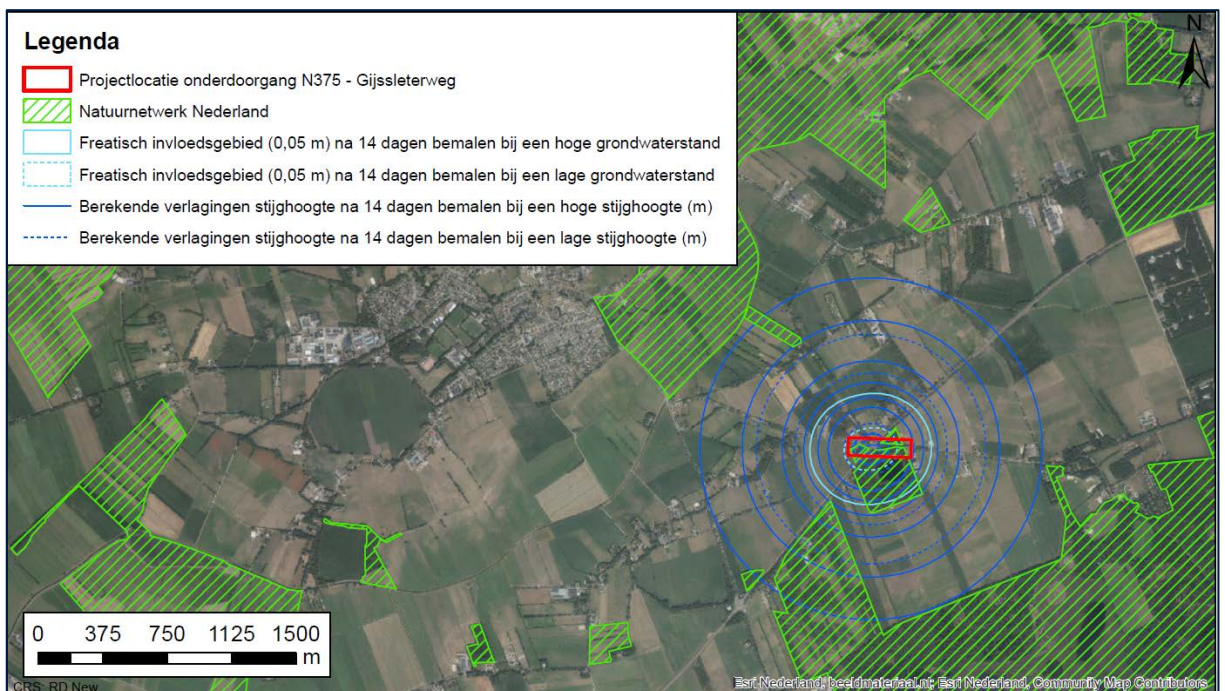 Legenda
Projectlocatie onderdoorgang N375 - Gijssleterweg
Natuurnetwerk Nederland
Freatisch invloedsgebied (0,05 m) na 14 dagen bemalen bij een hoge grondwaterstand
Freatisch invloedsgebied (0,05 m) na 14 dagen bemalen bij een lage grondwaterstand
Berekende verlagingen stijghoogte na 14 dagen bemalen bij een hoge stijghoogte (m)
Berekende verlagingen stijghoogte na 14 dagen bemalen bij een lage stijghoogte (m)
N
0 375 750 1125 1500
m
CRS: RD New
Esri Nederland, beeldmateriaal.nl; Esri Nederland, Community Map Contributors